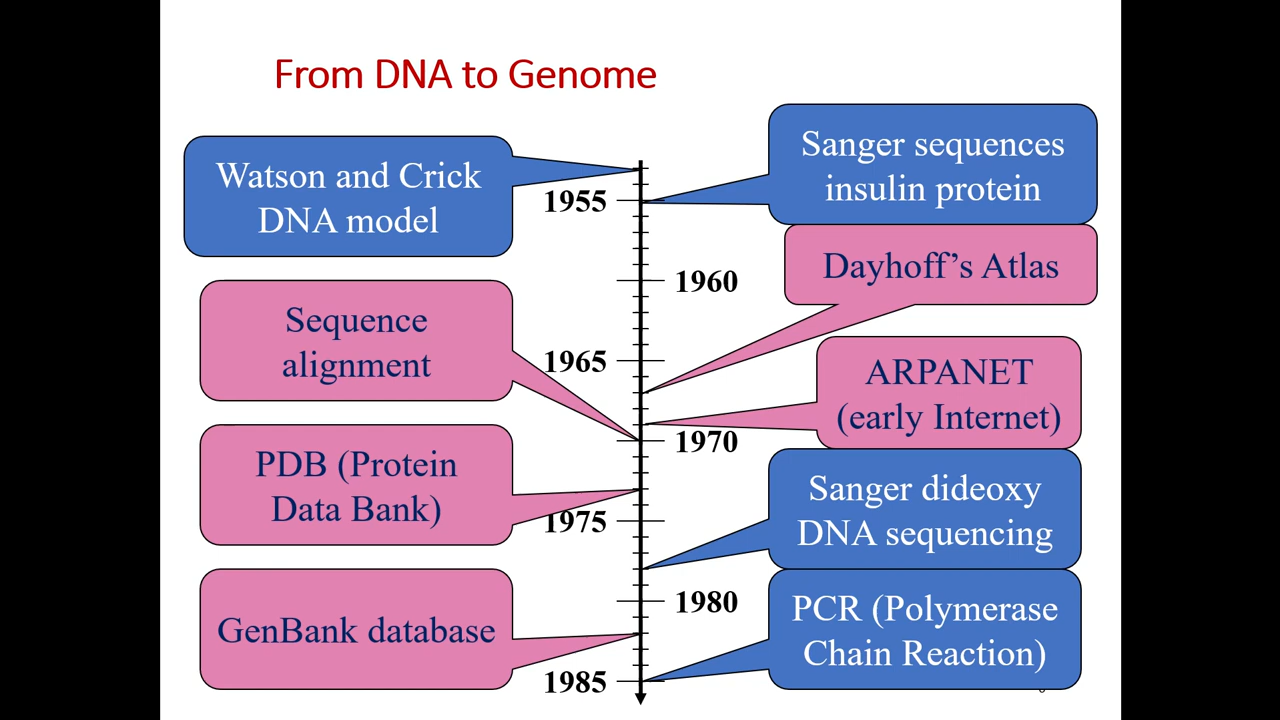 From DNA to Genome
Watson and Crick
DNA model
Sanger sequences
insulin protein
1955
Dayhoff’s Atlas
1960
Sequence
alignment
1965
ARPANET
(early Internet)
1970
PDB (Protein
Data Bank)
Sanger dideoxy
DNA sequencing
1975
GenBank database
1980
PCR (Polymerase
Chain Reaction)
1985